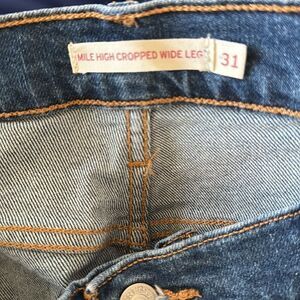 MILE HIGH CROPPED WIDE LEG
31